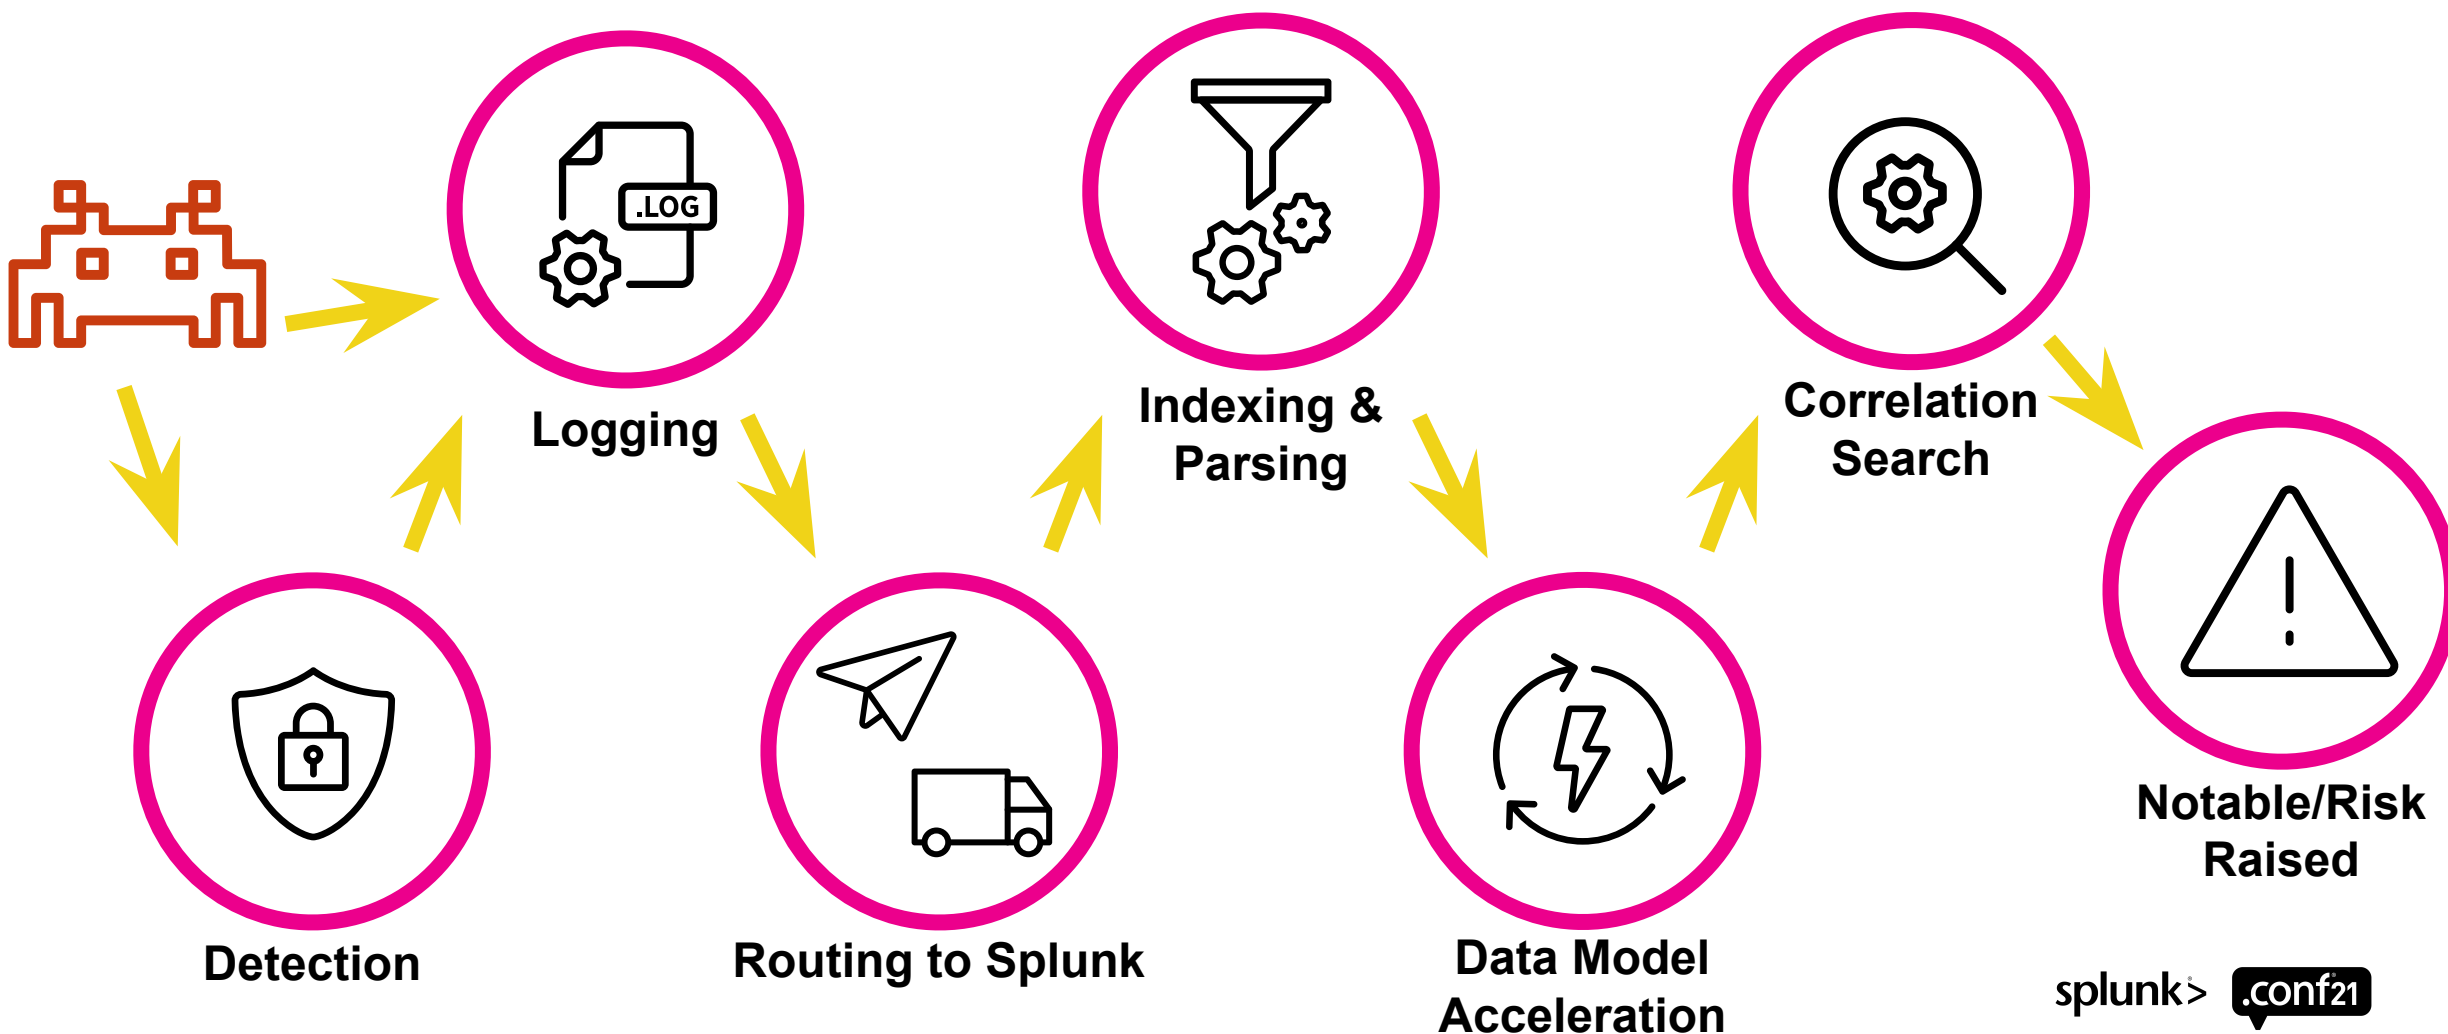 .LOG
Logging
Indexing &
Parsing
Correlation
Search
Notable/Risk
Raised
Detection
Routing to Splunk
Data Model
Acceleration
splunk>
.conf21